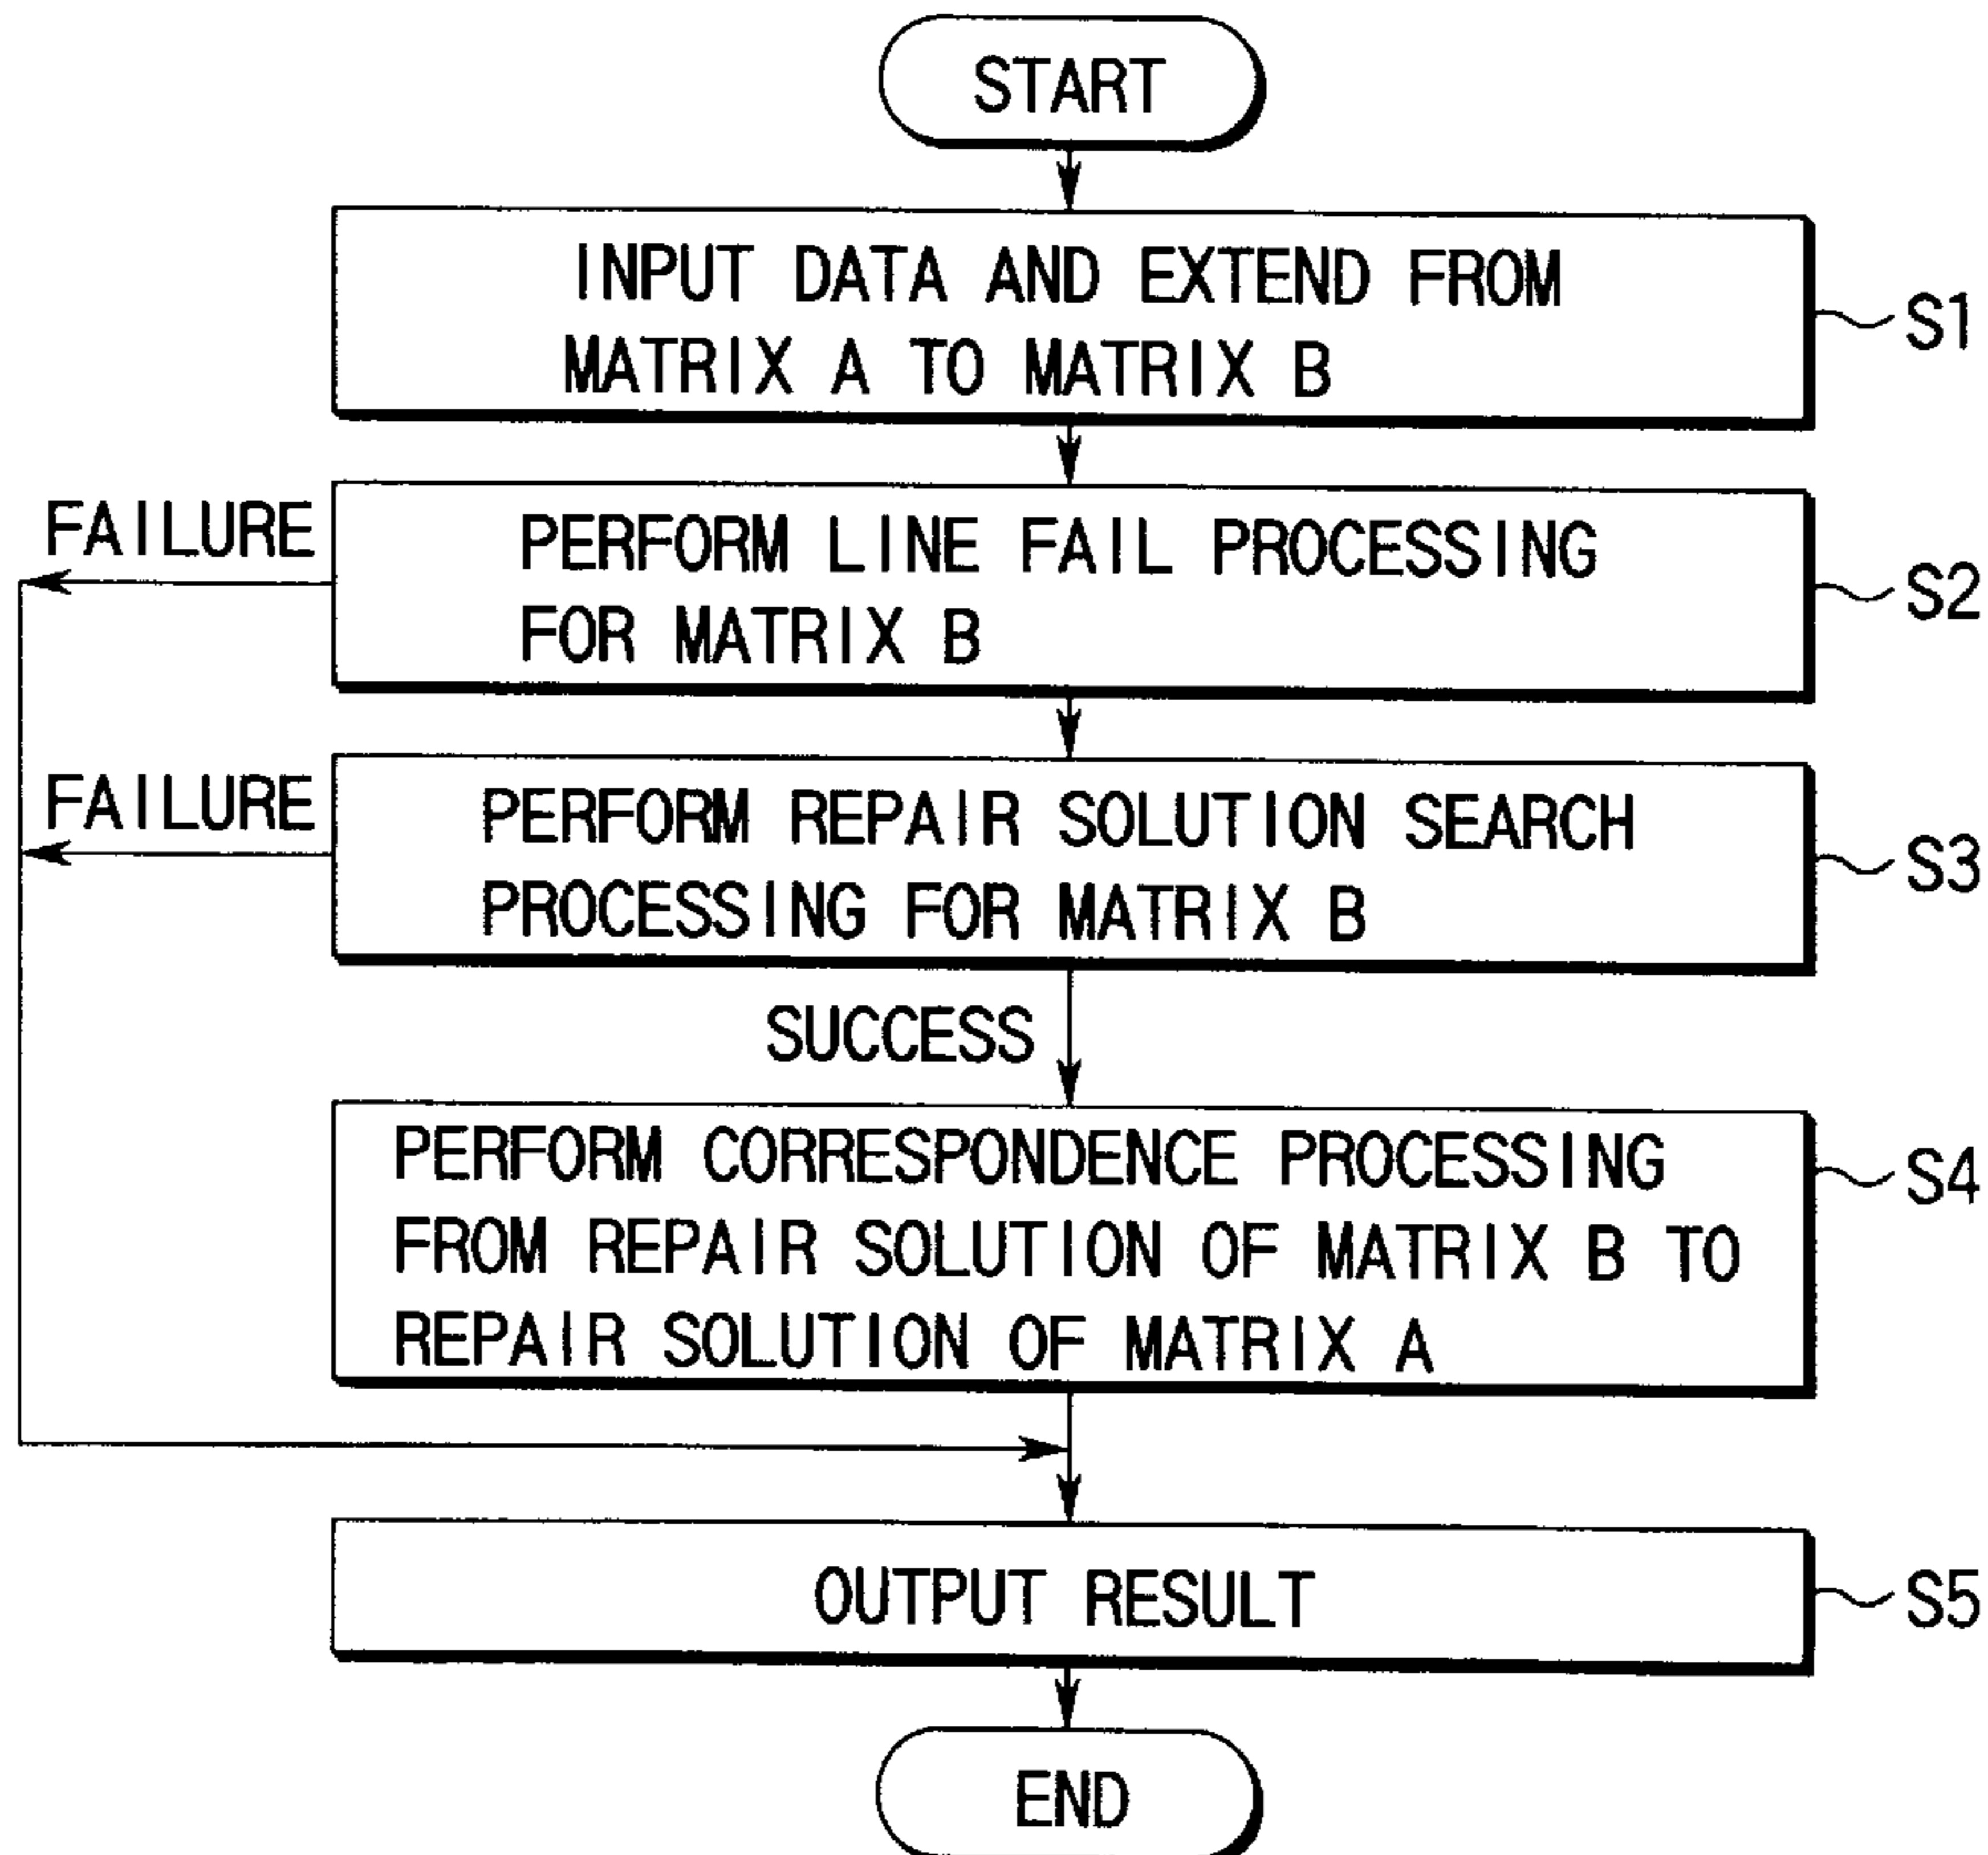 START
INPUT DATA AND EXTEND FROM
MATRIX A TO MATRIX B
S1
FAILURE
PERFORM LINE FAIL PROCESSING
FOR MATRIX B
S2
FAILURE
PERFORM REPAIR SOLUTION SEARCH
PROCESSING FOR MATRIX B
S3
SUCCESS
PERFORM CORRESPONDENCE PROCESSING
FROM REPAIR SOLUTION OF MATRIX B TO
REPAIR SOLUTION OF MATRIX A
S4
OUTPUT RESULT
S5
END